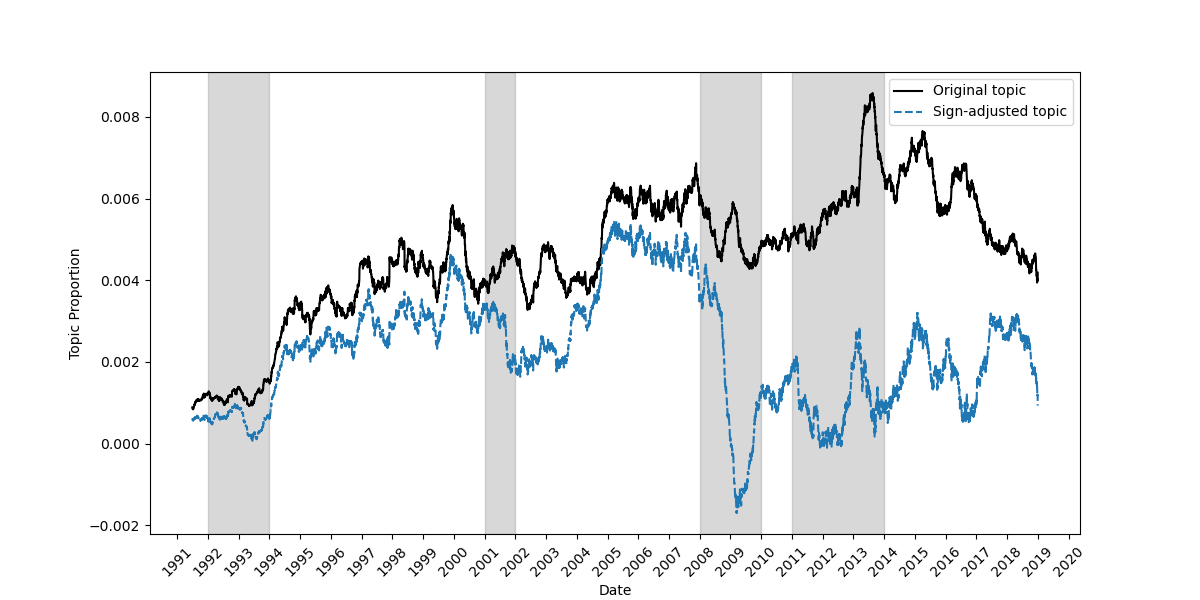 Original topic
Sign-adjusted topic
0.008
0.006
0.004
0.002
0.000
−0.002
Topic Proportion
1991 1992 1993 1994 1995 1996 1997 1998 1999 2000 2001 2002 2003 2004 2005 2006 2007 2008 2009 2010 2011 2012 2013 2014 2015 2016 2017 2018 2019 2020
Date